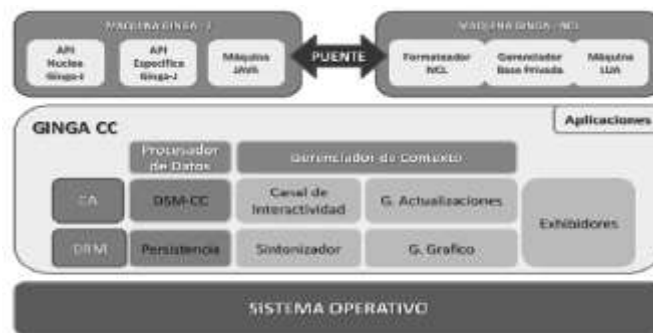 MAQUINA GINGA - J
MAQUINA GINGA - NCL
API
Nucleo
Ginga-J
API
Especifica
Ginga-J
Máquina
JAVA
PUENTE
Formateador
NCL
Gerenciador
Base Privada
Máquina
LUA
GINGA CC
Aplicaciones
Procesador
de Datos
Gerenciador de Contexto
CA
DSM-CC
Canal de
Interactividad
G. Actualizaciones
Exhibidores
DRM
Persistencia
Sintonizador
G. Grafico
SISTEMA OPERATIVO